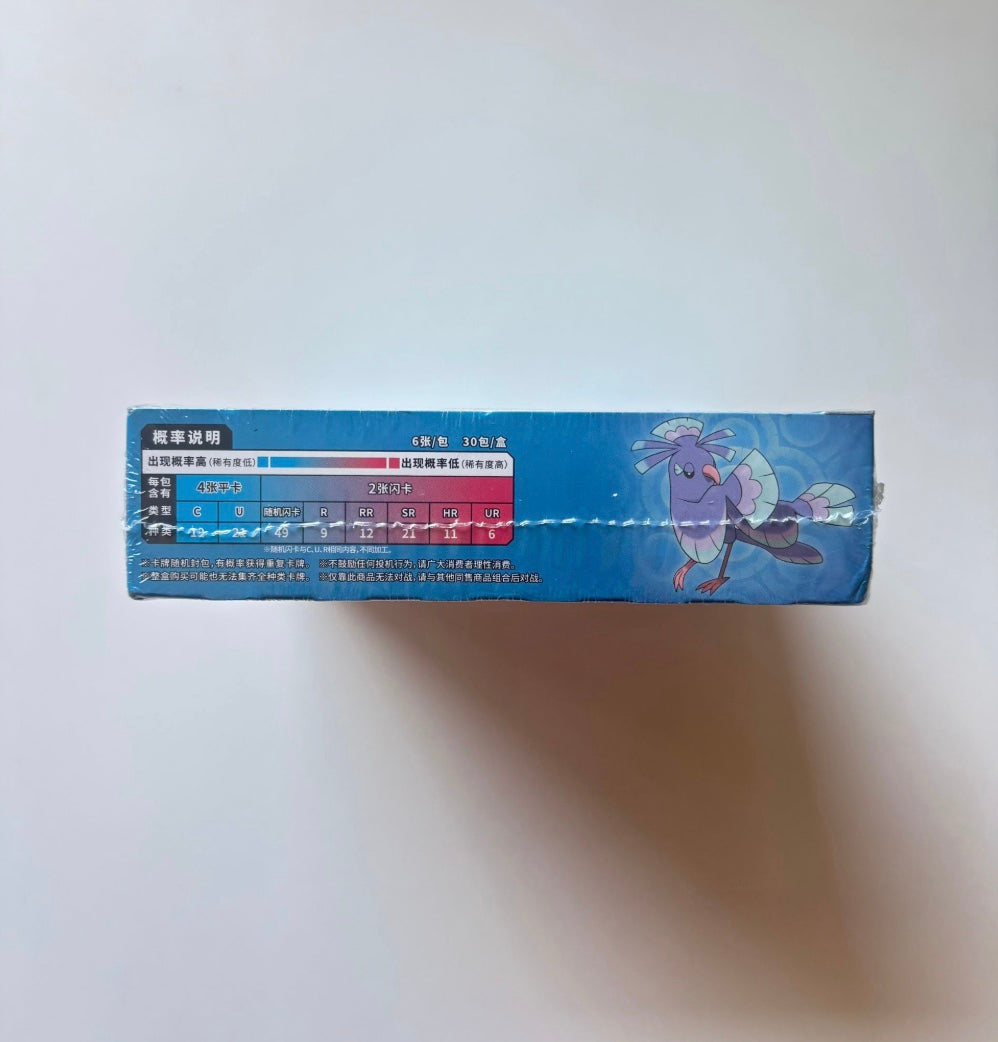 概率说明
6张/包 30包/盒
出现概率高(稀有度低) 出现概率低(稀有度高)
每包含有 4张平卡 2张闪卡
类型 C U 随机闪卡 R RR SR HR UR
种类 49 9 12 21 11 6
※随机闪卡与C, U, R相同内容, 不同加工。
※卡牌随机封包, 有概率获得重复卡牌。 ※不鼓励任何投机行为, 请广大消费者理性消费。
※整盒购买可能也无法集齐全种类卡牌。 ※仅靠此商品无法对战, 请与其他同售商品组合后对战。